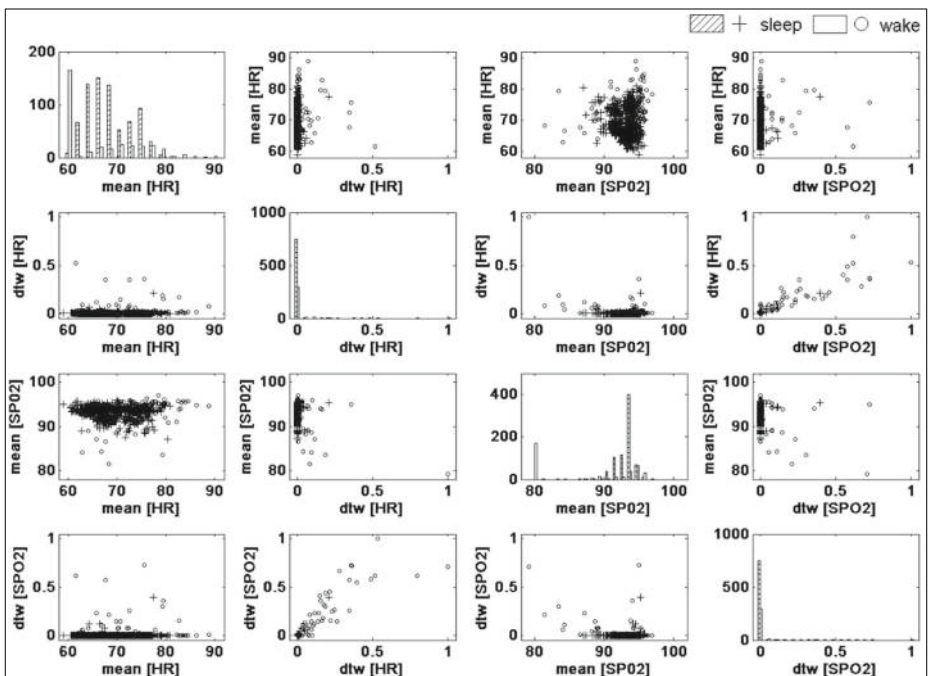 sleep wake
200 90 90 90
mean [HR] mean [HR] mean [HR]
80 80 80
100
70 70 70
0 60 60 60
60 70 80 90 0 0.5 1 80 90 100 0 0.5 1
mean [HR] dtw [HR] mean [SP02] dtw [SPO2]
1 1000 1 1
dtw [HR] dtw [HR] dtw [HR]
0.5 500 0.5 0.5
0 0 0 0
60 70 80 90 0 0.5 1 80 90 100 0 0.5 1
mean [HR] dtw [HR] mean [SP02] dtw [SPO2]
mean [SP02] mean [SP02] mean [SP02]
100 100 400 100
90 90 200 90
80 80 0 80
60 70 80 90 0 0.5 1 90 100 0 0.5 1
mean [HR] dtw [HR] mean [SP02] dtw [SPO2]
dtw [SPO2] dtw [SPO2] dtw [SPO2]
1 1 1 1000
0.5 0.5 0.5 500
0 0 0 0
60 70 80 90 0 0.5 1 80 90 100 0 0.5 1
mean [HR] dtw [HR] mean [SP02] dtw [SPO2]